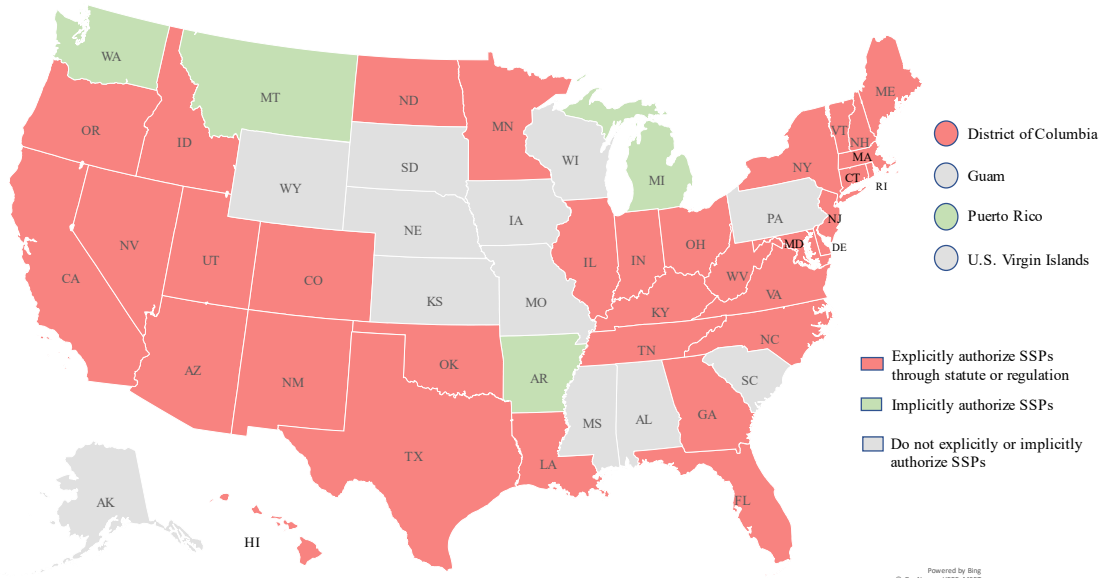 WA
MT
ND
MN
ME
OR
ID
VT
NH
SD
WI
NY
MA
WY
MI
CT
RI
IA
PA
NE
NJ
NV
OH
MD
DE
UT
IL
IN
CA
CO
WV
KS
MO
VA
KY
NC
TN
AZ
OK
NM
AR
SC
MS
AL
GA
TX
LA
FL
AK
HI
District of Columbia
Guam
Puerto Rico
U.S. Virgin Islands
Explicitly authorize SSPs
through statute or regulation
Implicitly authorize SSPs
Do not explicitly or implicitly
authorize SSPs
Powered by Bing